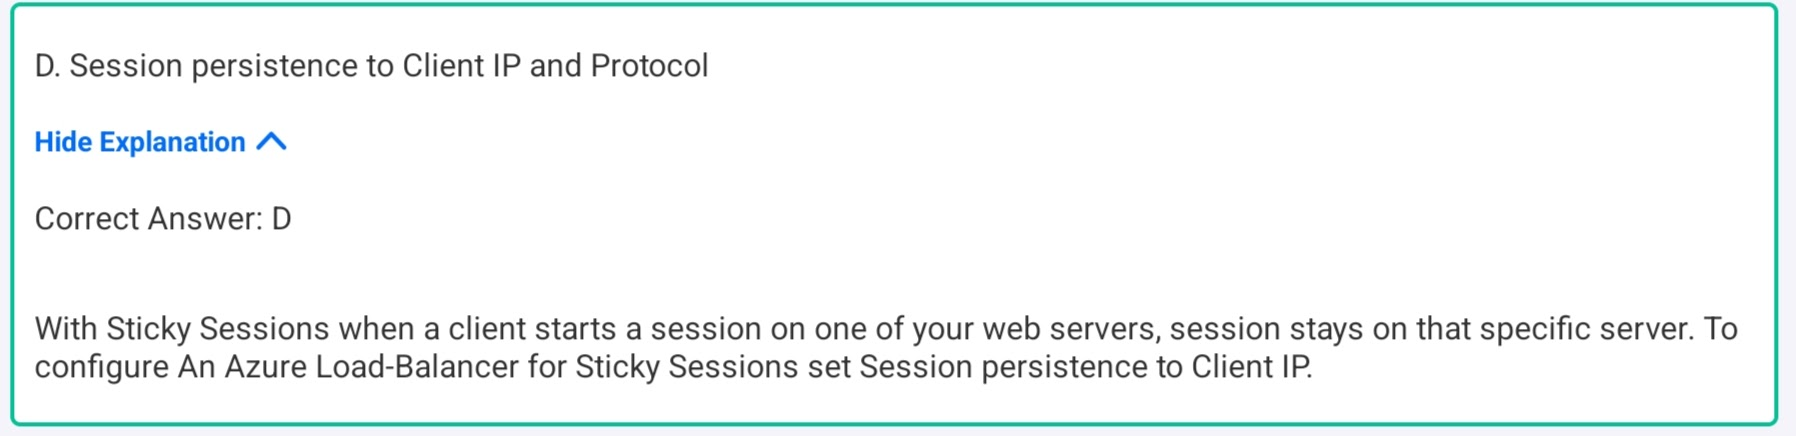 D. Session persistence to Client IP and Protocol
Hide Explanation
Correct Answer: D
With Sticky Sessions when a client starts a session on one of your web servers, session stays on that specific server. To
configure An Azure Load-Balancer for Sticky Sessions set Session persistence to Client IP.